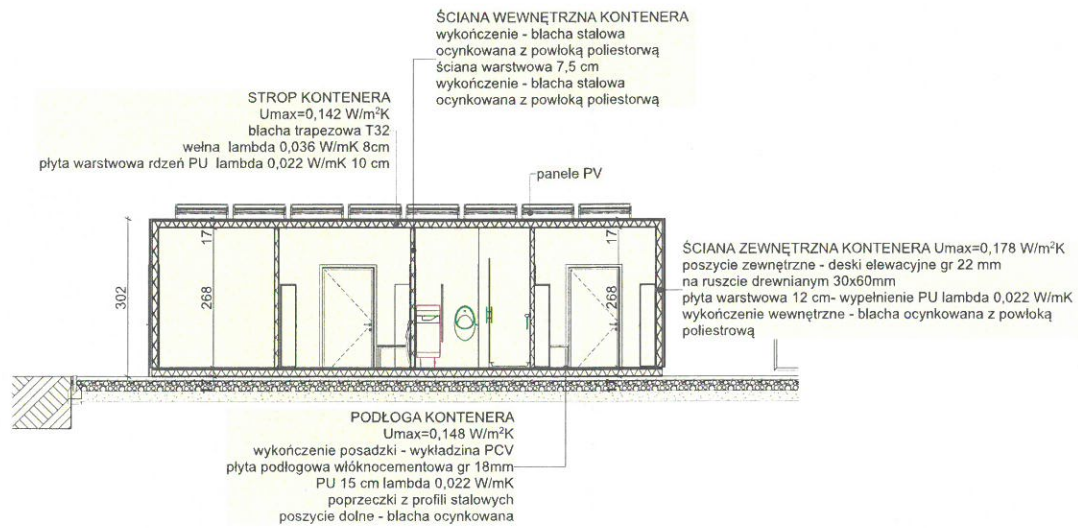 ŚCIANA WEWNĘTRZNA KONTENERA
wykończenie - blacha stalowa
ocynkowana z powłoką poliestorwą
ściana warstwowa 7,5 cm
wykończenie - blacha stalowa
ocynkowana z powłoką poliestorwą
STROP KONTENERA
Umax=0,142 W/m²K
blacha trapezowa T32
wełna lambda 0,036 W/mK 8cm
płyta warstwowa rdzeń PU lambda 0,022 W/mK 10 cm
panele PV
302
17
268
17
17
268
17
ŚCIANA ZEWNĘTRZNA KONTENERA Umax=0,178 W/m²K
poszycie zewnętrzne - deski elewacyjne gr 22 mm
na ruszcie drewnianym 30x60mm
płyta warstwowa 12 cm- wypełnienie PU lambda 0,022 W/mK
wykończenie wewnętrzne - blacha ocynkowana z powłoką
poliestrową
PODŁOGA KONTENERA
Umax=0,148 W/m²K
wykończenie posadzki - wykładzina PCV
płyta podłogowa włóknocementowa gr 18mm
PU 15 cm lambda 0,022 W/mK
poprzeczki z profili stalowych
poszycie dolne - blacha ocynkowana